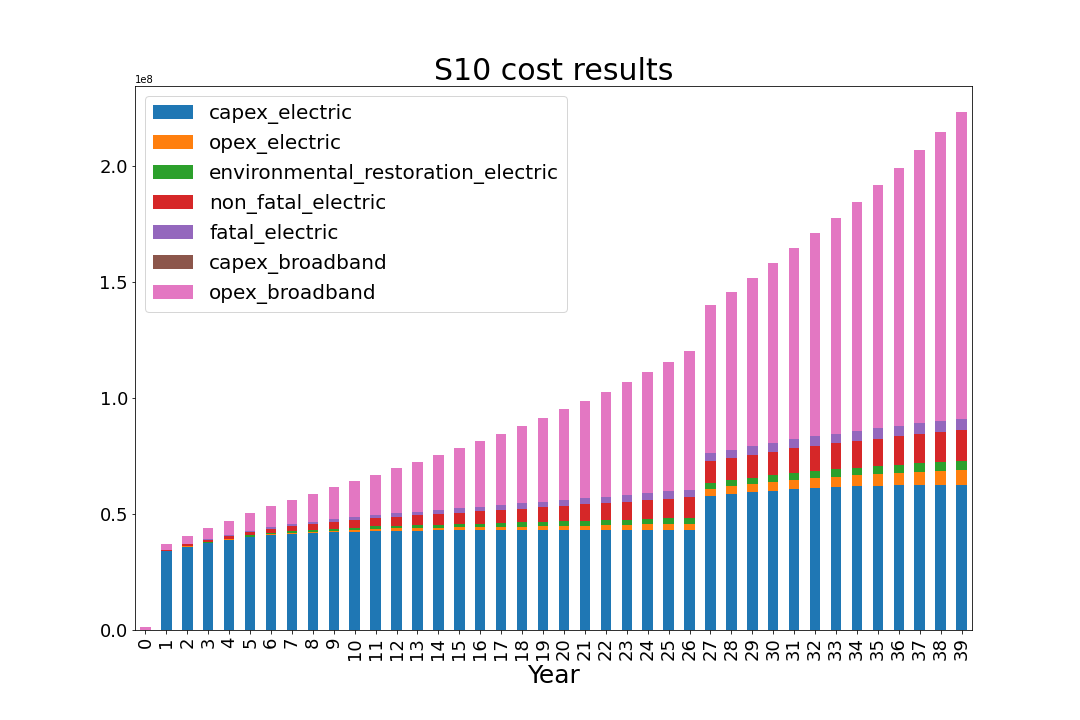 S10 cost results
1e8
capex_electric
opex_electric
environmental_restoration_electric
non_fatal_electric
fatal_electric
capex_broadband
opex_broadband
2.0
1.5
1.0
0.5
0.0
0 1 2 3 4 5 6 7 8 9 10 11 12 13 14 15 16 17 18 19 20 21 22 23 24 25 26 27 28 29 30 31 32 33 34 35 36 37 38 39
Year